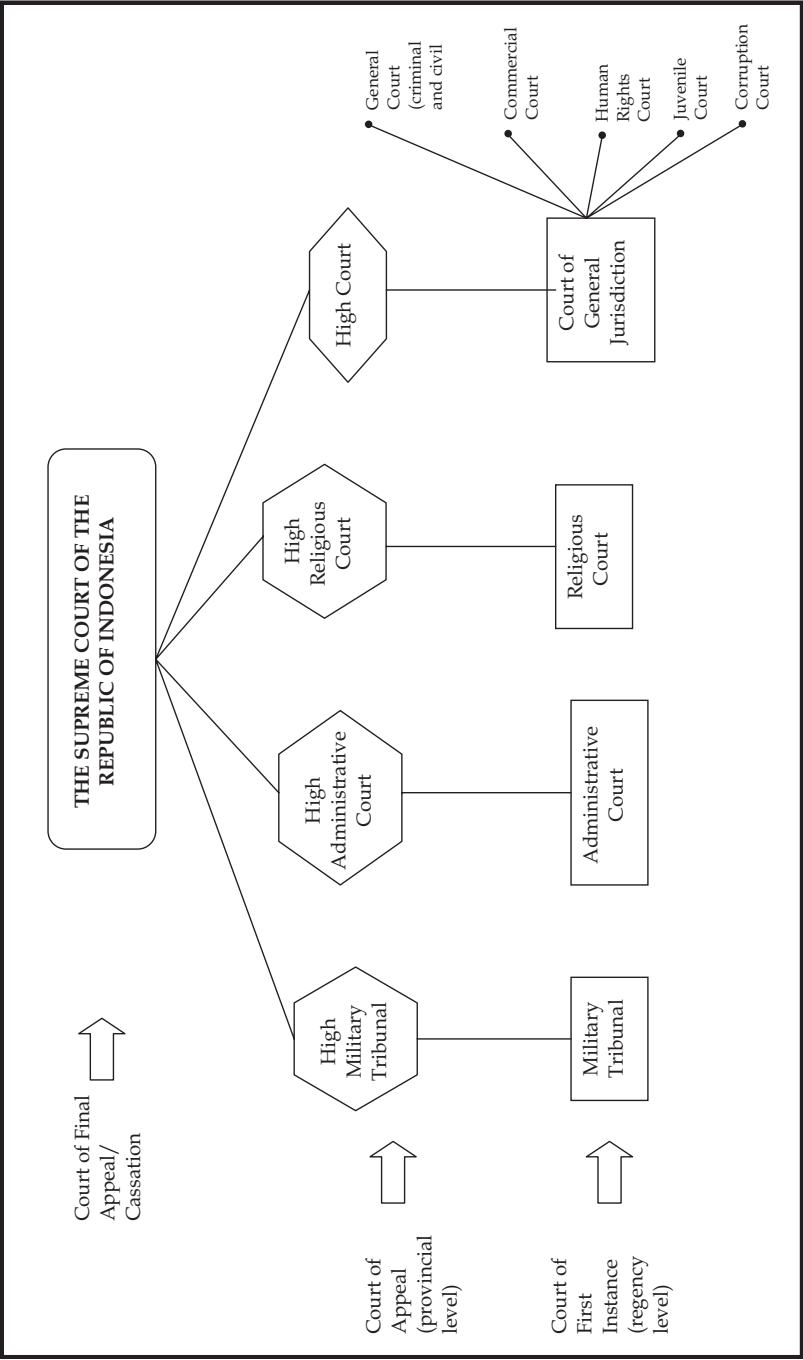 THE SUPREME COURT OF THE
REPUBLIC OF INDONESIA
Court of Final
Appeal/
Cassation
High
Military
Tribunal
High
Administrative
Court
High
Religious
Court
High Court
Court of
Appeal
(provincial
level)
Military
Tribunal
Administrative
Court
Religious
Court
Court of
General
Jurisdiction
Court of
First
Instance
(regency
level)
General
Court
(criminal
and civil
Commercial
Court
Human
Rights
Court
Juvenile
Court
Corruption
Court